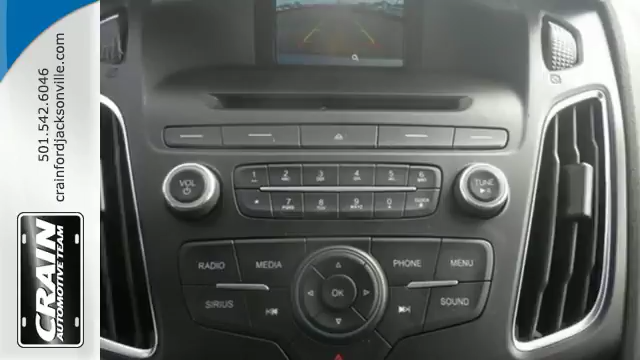 501.542.6046
crainfordjacksonville.com
CRAIN
AUTOMOTIVE TEAM
VOL
TUNE
1 2 3 4 5 6
* 7 8 9 0
RADIO MEDIA PHONE MENU
SIRIUS OK SOUND